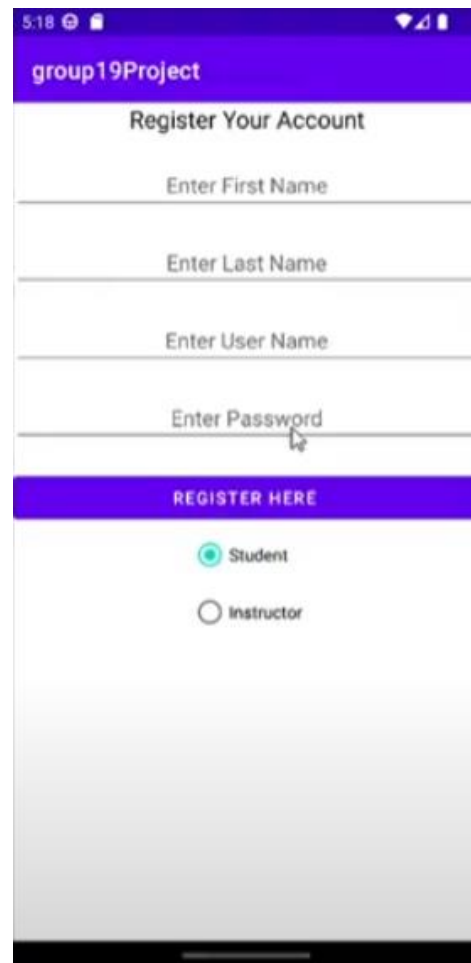 5:18
group19Project
Register Your Account
Enter First Name
Enter Last Name
Enter User Name
Enter Password
REGISTER HERE
Student
Instructor